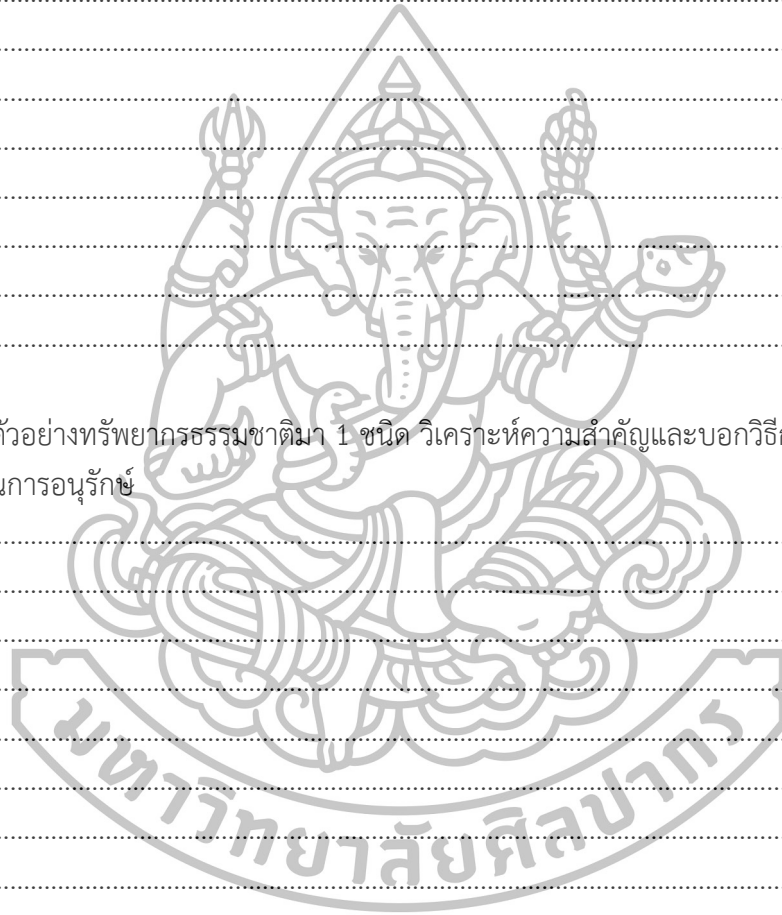 ตัวอย่างทรัพยากรธรรมชาติมา 1 ชนิด วิเคราะห์ความสำคัญและบอกวิธี
การอนุรักษ์
มหาวิทยาลัยศิลปากร